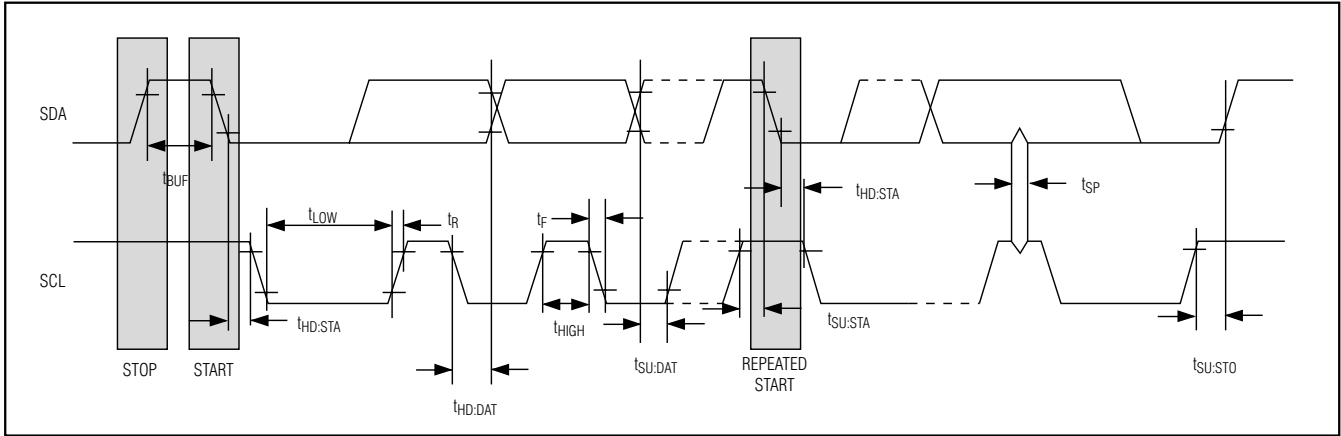 SDA
tBUF
tHD:STA
tSP
tLOW
tR
tF
SCL
tHD:STA
tHIGH
tSU:STA
tSU:DAT
STOP
START
REPEATED
START
tSU:STO
tHD:DAT